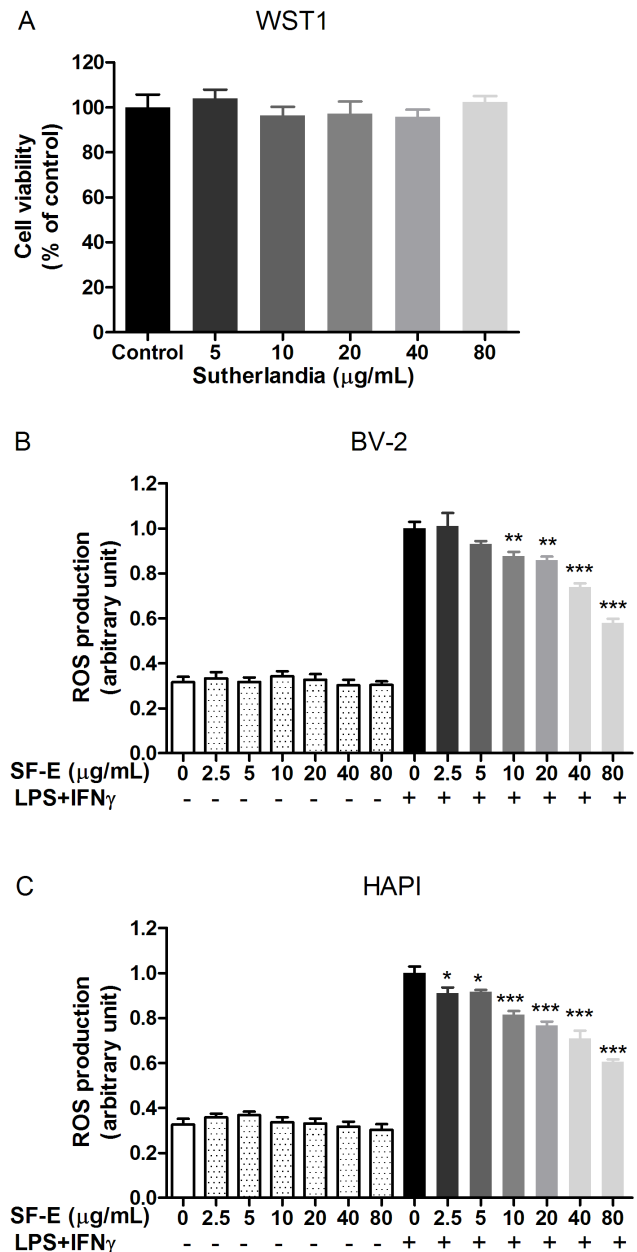 A
WST1
Cell viability
(% of control)
120
100
80
60
40
20
0
Control 5 10 20 40 80
Sutherlandia (μg/mL)
B
BV-2
ROS production
(arbitrary unit)
1.2
1.0
0.8
0.6
0.4
0.2
0.0
** ** *** ***
SF-E (μg/mL) 0 2.5 5 10 20 40 80 0 2.5 5 10 20 40 80
LPS+IFNγ - - - - - - - + + + + + + +
C
HAPI
ROS production
(arbitrary unit)
1.2
1.0
0.8
0.6
0.4
0.2
0.0
* * *** *** *** ***
SF-E (μg/mL) 0 2.5 5 10 20 40 80 0 2.5 5 10 20 40 80
LPS+IFNγ - - - - - - - + + + + + + +